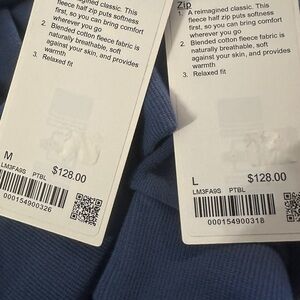 reimagined classic. This
fleece half zip puts softness
first, so you can bring comfort
wherever you go
2. Blended cotton fleece fabric is
naturally breathable, soft
against your skin, and provides
warmth
3. Relaxed fit
M
$128.00
LM3FA9S PTBL
000154900326
Zip
1. A reimagined classic. This
fleece half zip puts softness
first, so you can bring comfort
wherever you go
2. Blended cotton fleece fabric is
naturally breathable, soft
against your skin, and provides
warmth
3. Relaxed fit
L
$128.00
LM3FA9S PTBL
000154900318